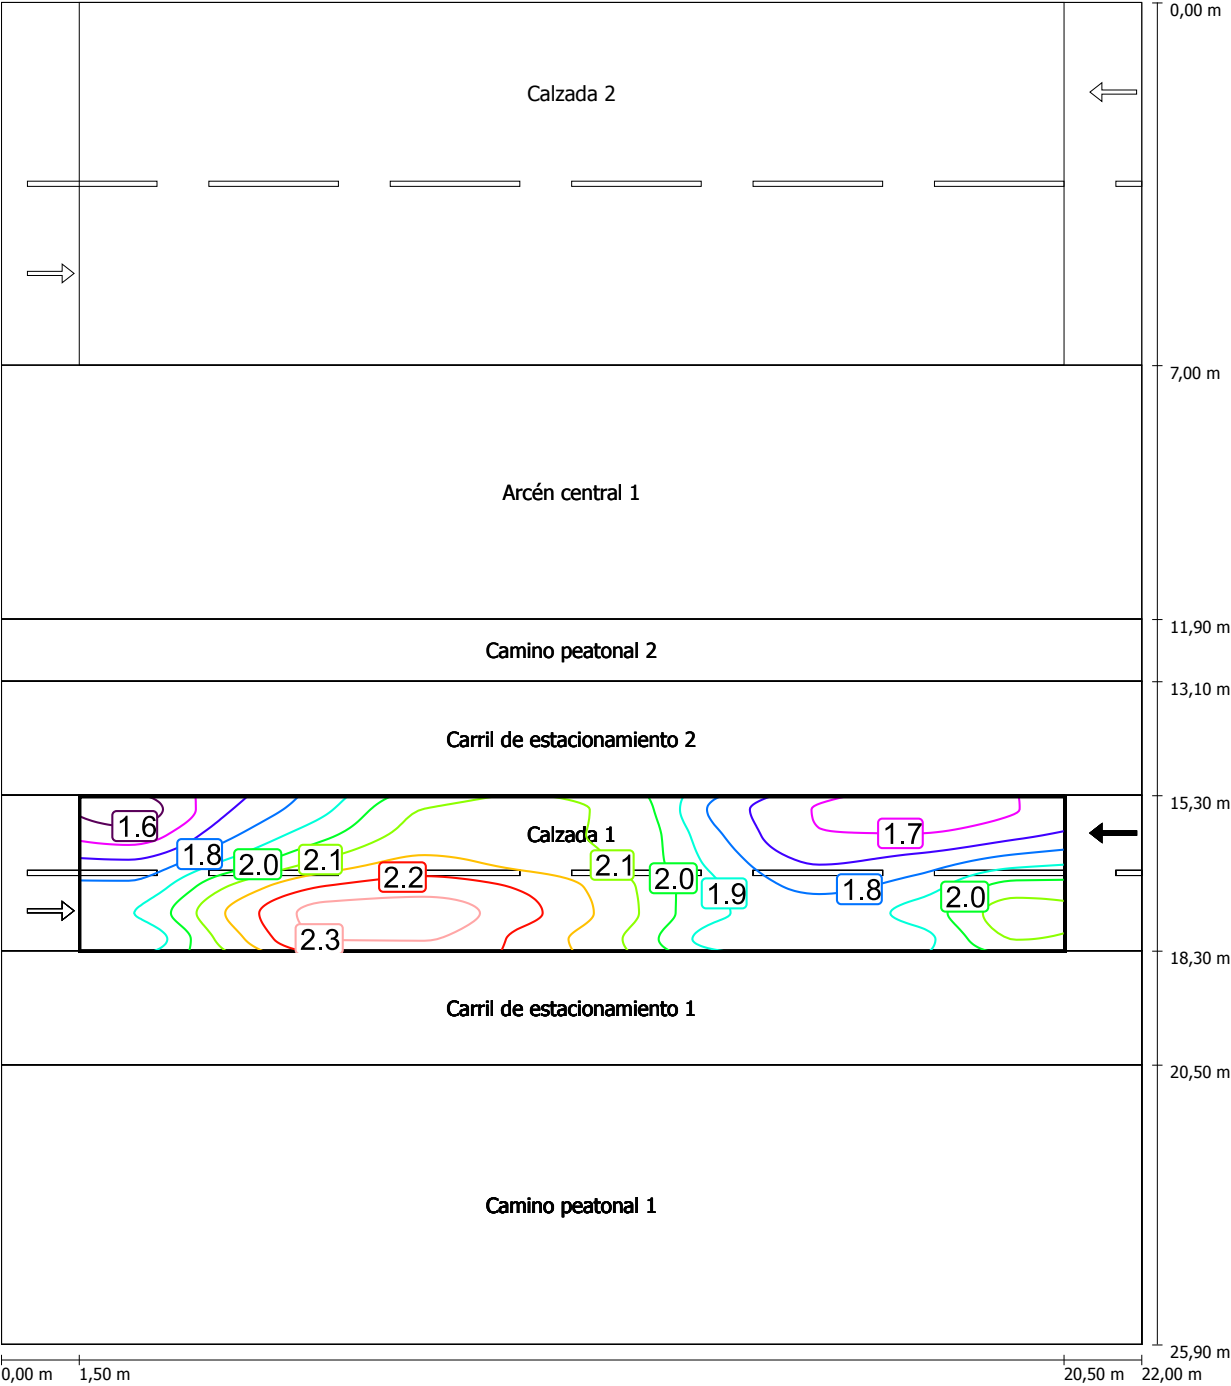 0,00 m
Calzada 2
7,00 m
Arcén central 1
11,90 m
Camino peatonal 2
13,10 m
Carril de estacionamiento 2
15,30 m
1.6
Calzada 1
1.7
1.8
2.0
2.1
2.2
2.1
2.0
1.9
1.8
2.0
2.3
18,30 m
Carril de estacionamiento 1
20,50 m
Camino peatonal 1
25,90 m
0,00 m
1,50 m
20,50 m
22,00 m